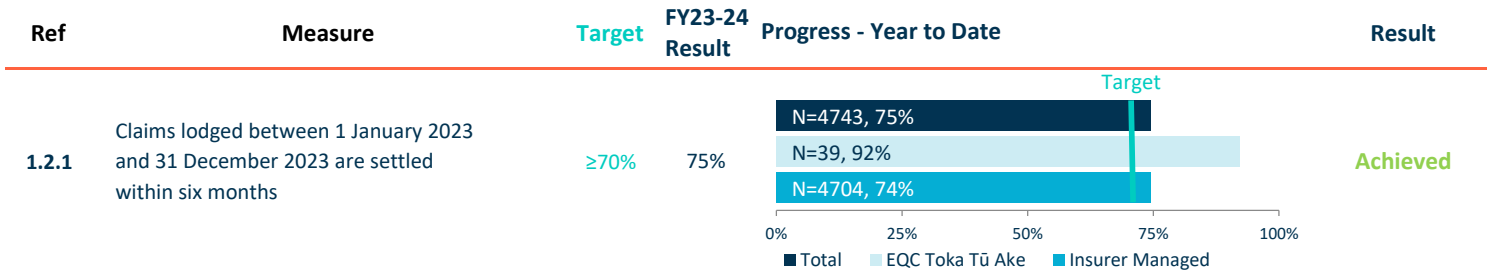 Ref Measure Target FY23-24 Result Progress - Year to Date Result
1.2.1
Claims lodged between 1 January 2023
and 31 December 2023 are settled
within six months
≥70%
75%
Target
N=4743, 75%
N=39, 92%
N=4704, 74%
0% 25% 50% 75% 100%
Total EQC Toka Tū Ake Insurer Managed
Achieved